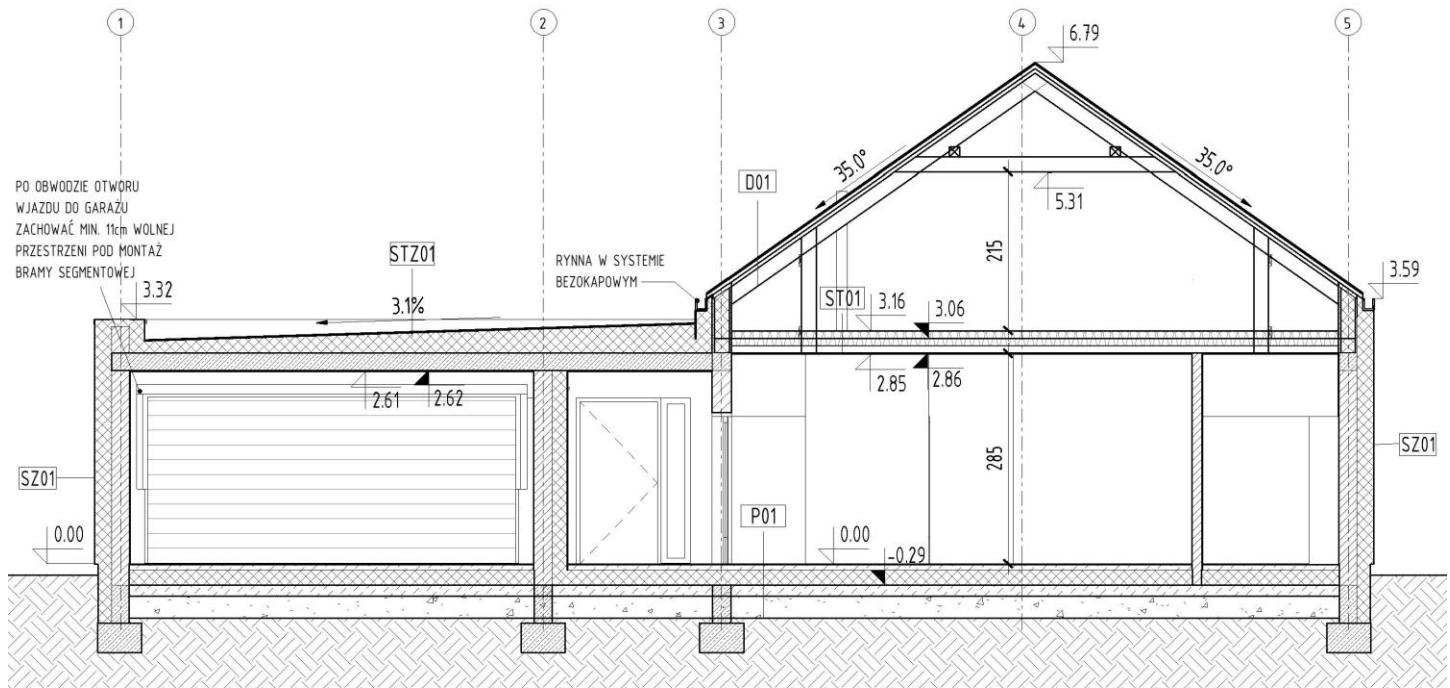 1
2
3
4
5
6.79
35.0°
35.0°
D01
5.31
PO OBWODZIE OTWORU
WJAZDU DO GARAŻU
ZACHOWAĆ MIN. 11cm WOLNEJ
PRZESTRZENI POD MONTAŻ
BRAMY SEGMENTOWEJ
STZ01
RYNNA W SYSTEMIE
BEZOKAPOWYM
215
3.32
3.1%
ST01
3.16
3.06
3.59
2.61
2.62
2.85
2.86
285
SZ01
SZ01
P01
0.00
0.00
-0.29